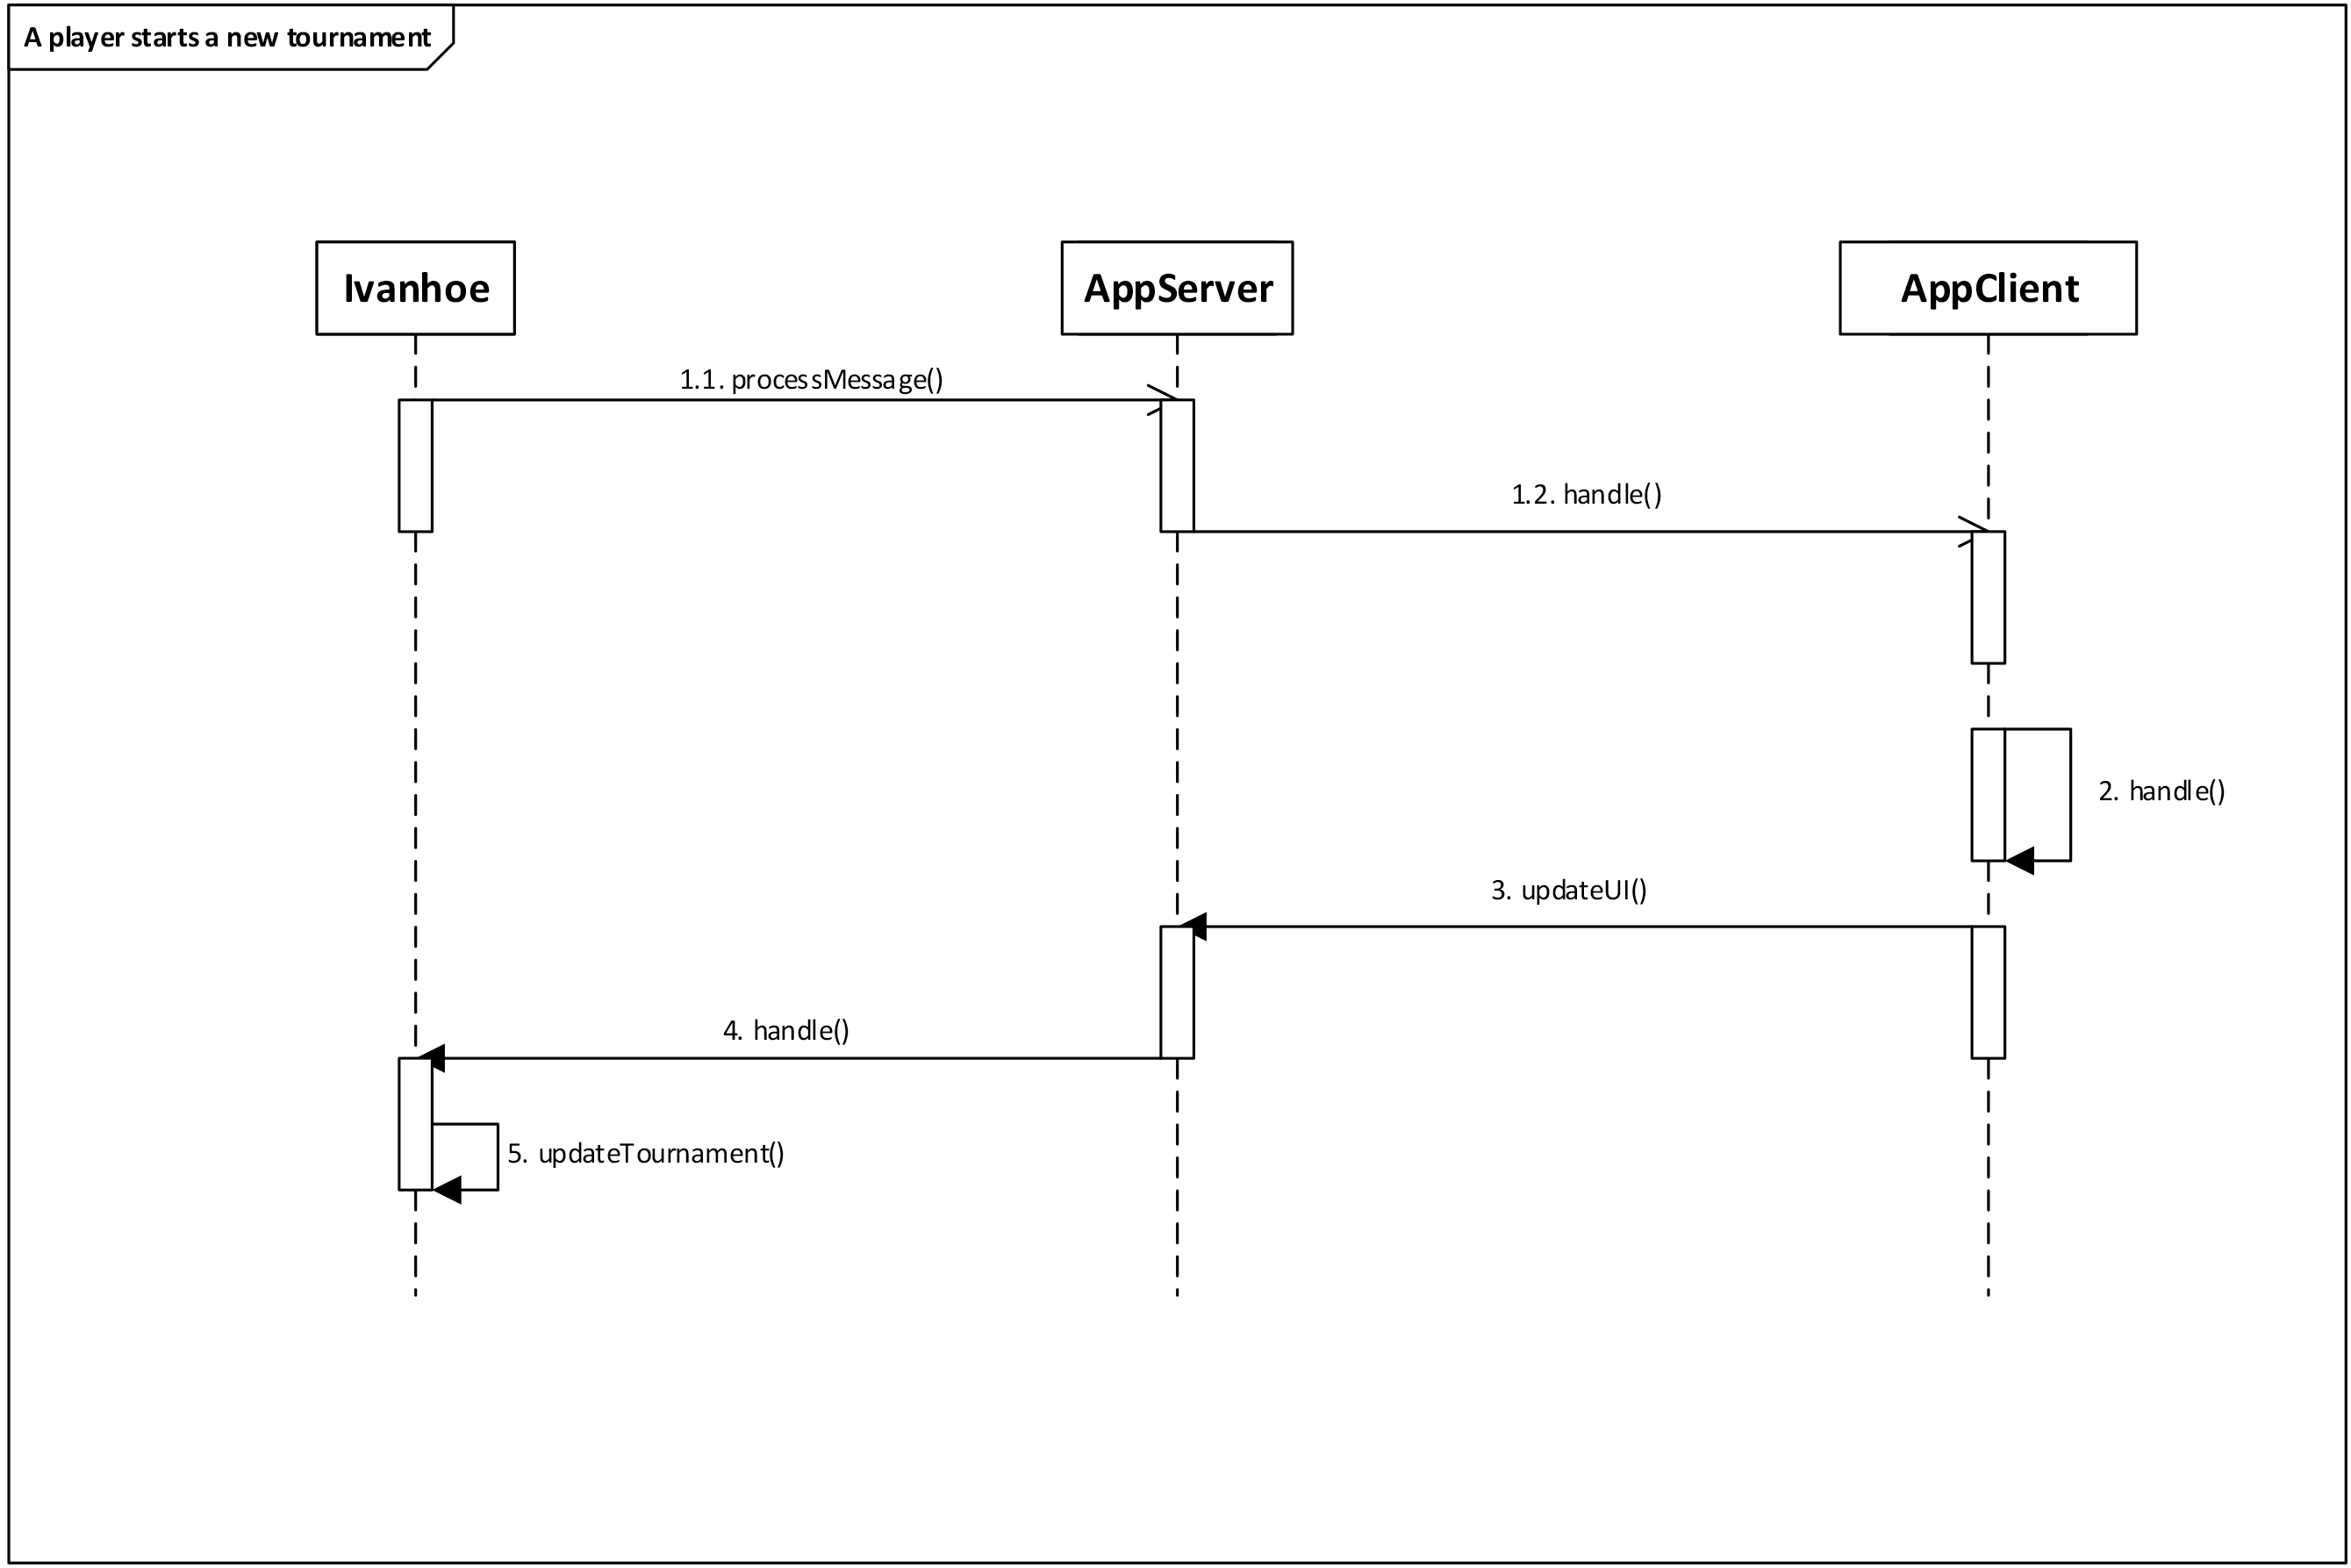 A player starts a new tournament
Ivanhoe
AppServer
AppClient
1.1. processMessage()
1.2. handle()
2. handle()
3. updateUI()
4. handle()
5. updateTournament()